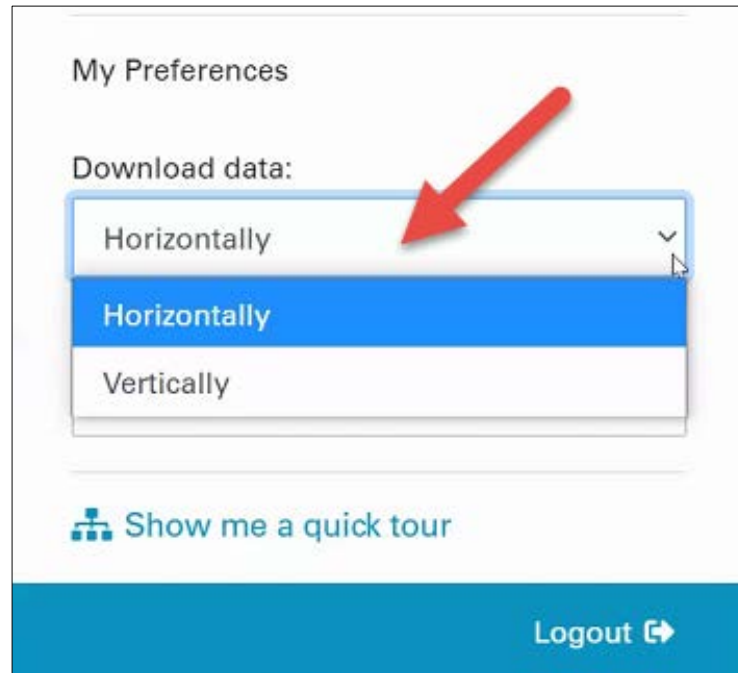 My Preferences
Download data:
Horizontally
Horizontally
Vertically
Show me a quick tour
Logout